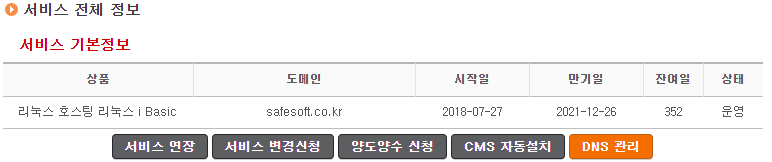 서비스 전체 정보
서비스 기본정보
상품 도메인 시작일 만기일 잔여일 상태
리눅스 호스팅 리눅스 i Basic safesoft.co.kr 2018-07-27 2021-12-26 352 운영
서비스 연장 서비스 변경신청 양도양수 신청 CMS 자동설치 DNS 관리